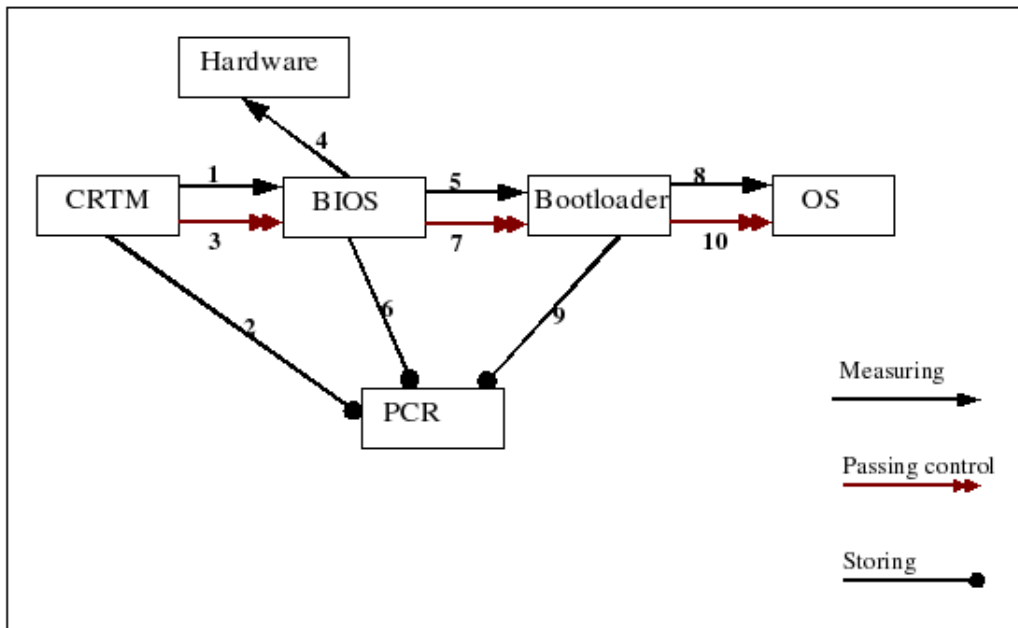 Hardware
4
1
5
8
CRTM
BIOS
Bootloader
OS
3
7
10
2
6
9
PCR
Measuring
Passing control
Storing